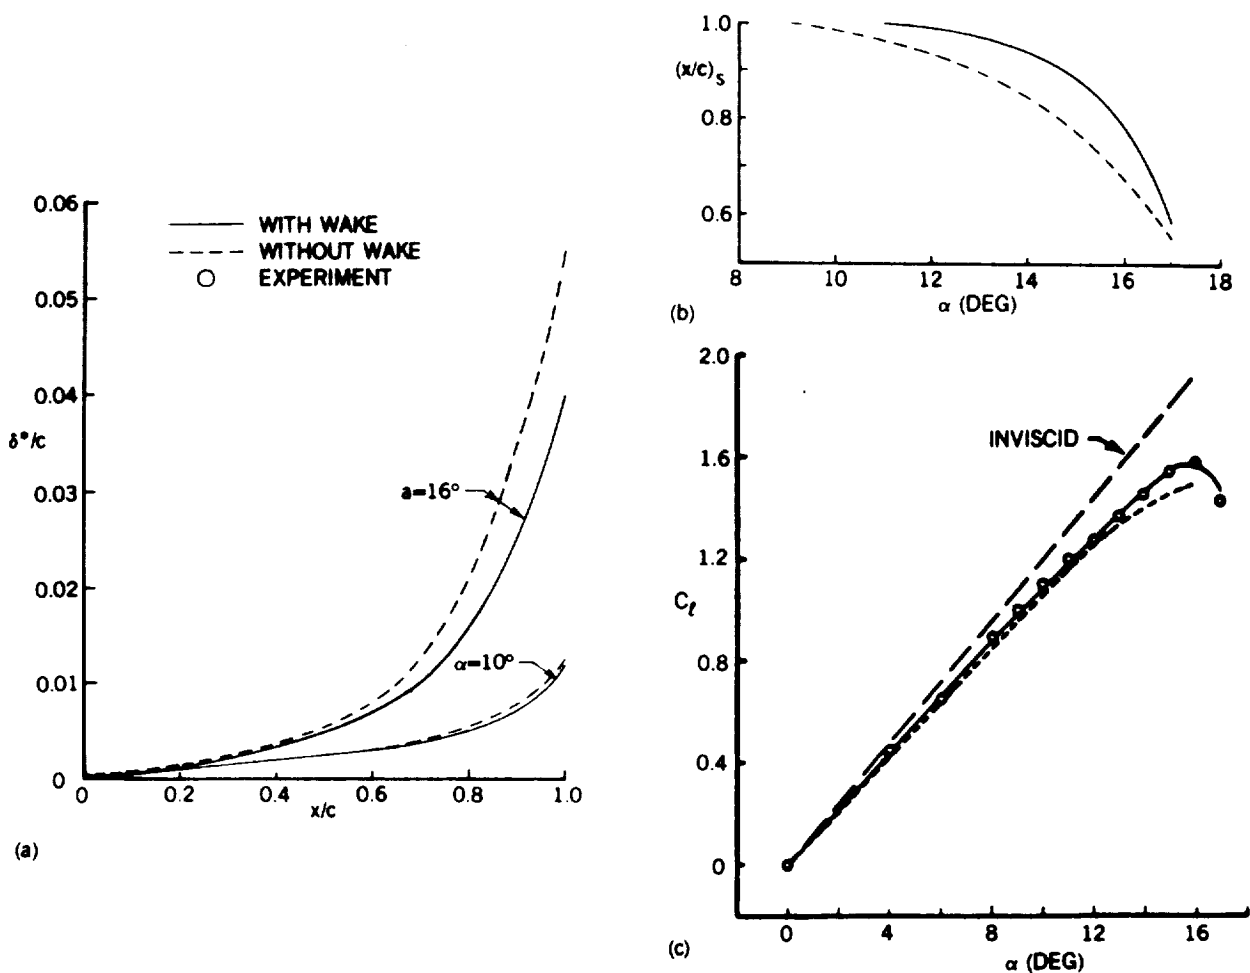 0.06
0.05
0.04
δ*/c
0.03
0.02
0.01
0
WITH WAKE
WITHOUT WAKE
EXPERIMENT
a=16°
α=10°
0
0.2
0.4
0.6
0.8
1.0
x/c
(a)
1.0
(x/c)s
0.8
0.6
8
10
12
14
16
18
α (DEG)
(b)
2.0
1.6
1.2
Cℓ
0.8
0.4
0
INVISCID
0
4
8
12
16
α (DEG)
(c)